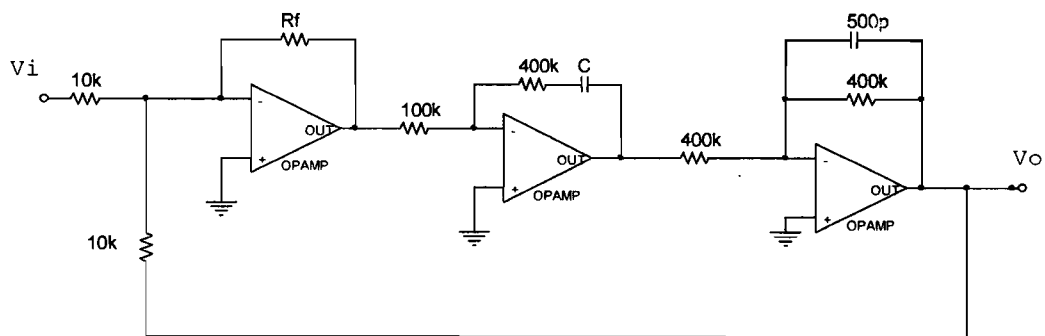 Rf
500p
Vi
10k
400k
C
400k
100k
400k
-
+
OUT
OPAMP
-
+
OUT
OPAMP
-
+
OUT
OPAMP
Vo
10k